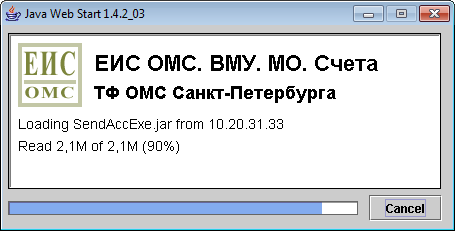 Java Web Start 1.4.2_03
ЕИС
ОМС
ЕИС ОМС. ВМУ. МО. Счета
ТФ ОМС Санкт-Петербурга
Loading SendAccExe.jar from 10.20.31.33
Read 2,1M of 2,1M (90%)
Cancel